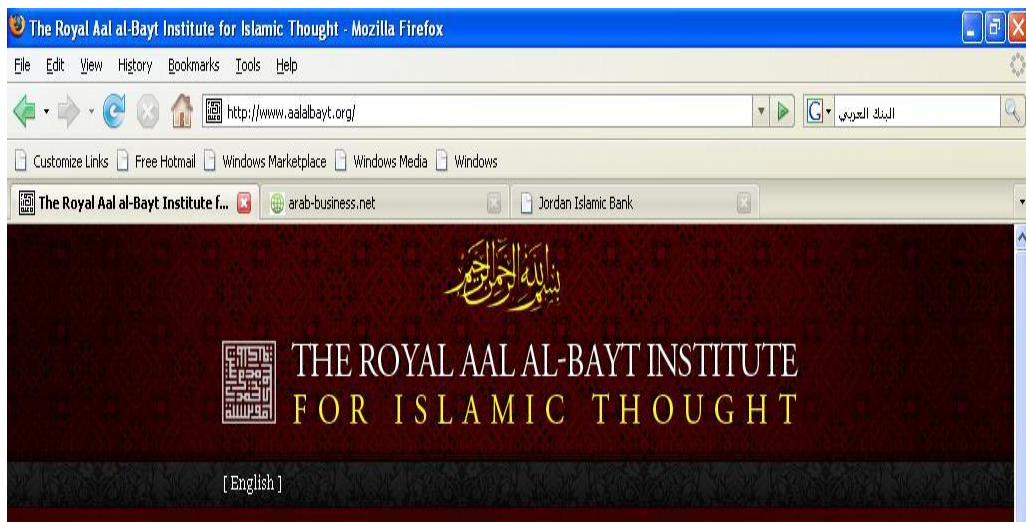 The Royal Aal al-Bayt Institute for Islamic Thought - Mozilla Firefox
File Edit View History Bookmarks Tools Help
http://www.aalalbayt.org/ G البنك العربي
Customize Links Free Hotmail Windows Marketplace Windows Media Windows
The Royal Aal al-Bayt Institute f... arab-business.net Jordan Islamic Bank
بسم الله الرحمن الرحيم
THE ROYAL AAL AL-BAYT INSTITUTE
FOR ISLAMIC THOUGHT
[ English ]